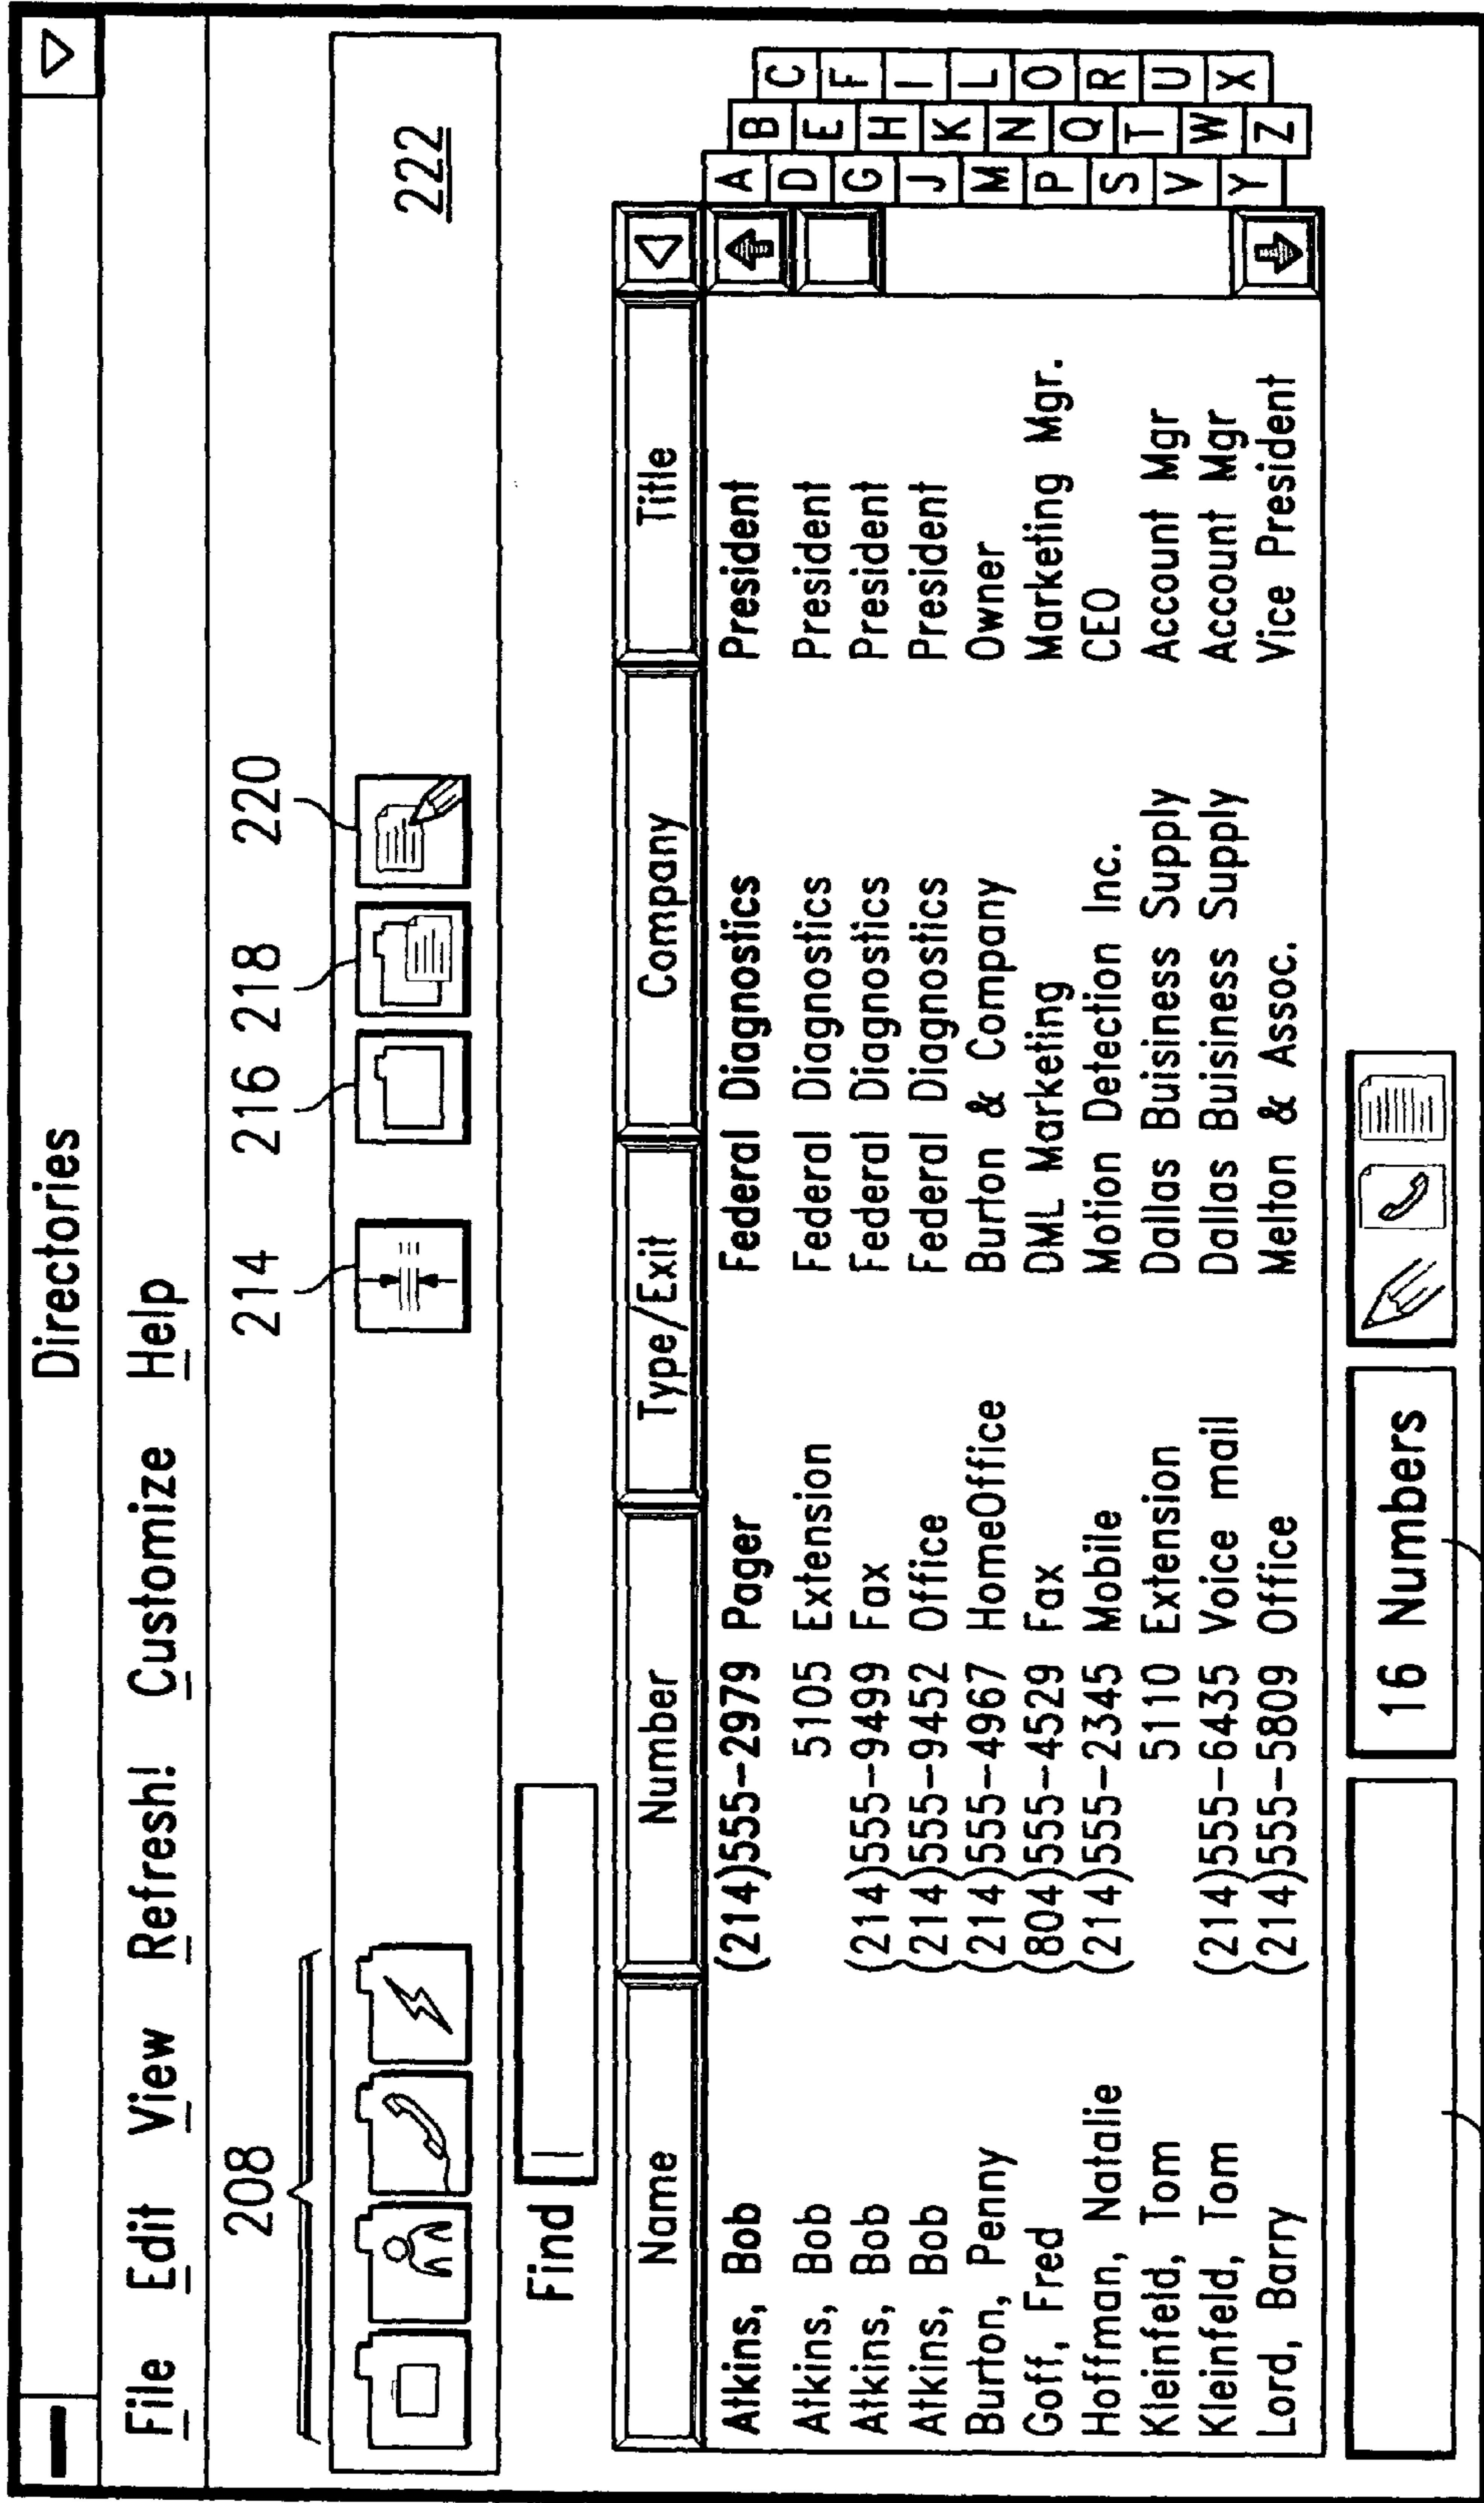 Directories
File Edit View Refresh! Customize Help
208 214 216 218 220
222
Find
Name Number Type/Exit Company Title
Atkins, Bob (214)555-2979 Pager Federal Diagnostics President
Atkins, Bob 5105 Extension Federal Diagnostics President
Atkins, Bob (214)555-9499 Fax Federal Diagnostics President
Atkins, Bob (214)555-9452 Office Federal Diagnostics President
Burton, Penny (214)555-4967 HomeOffice Burton & Company Owner
Goff, Fred (804)555-4529 Fax DML Marketing Marketing Mgr.
Hoffman, Natalie (214)555-2345 Mobile Motion Detection Inc. CEO
Kleinfeld, Tom 5110 Extension Dallas Buisiness Supply Account Mgr
Kleinfeld, Tom (214)555-6435 Voice mail Dallas Buisiness Supply Account Mgr
Lord, Barry (214)555-5809 Office Melton & Assoc. Vice President
A B C
D E F
G H I
J K L
M N O
P Q R
S T U
V W X
Y Z
16 Numbers